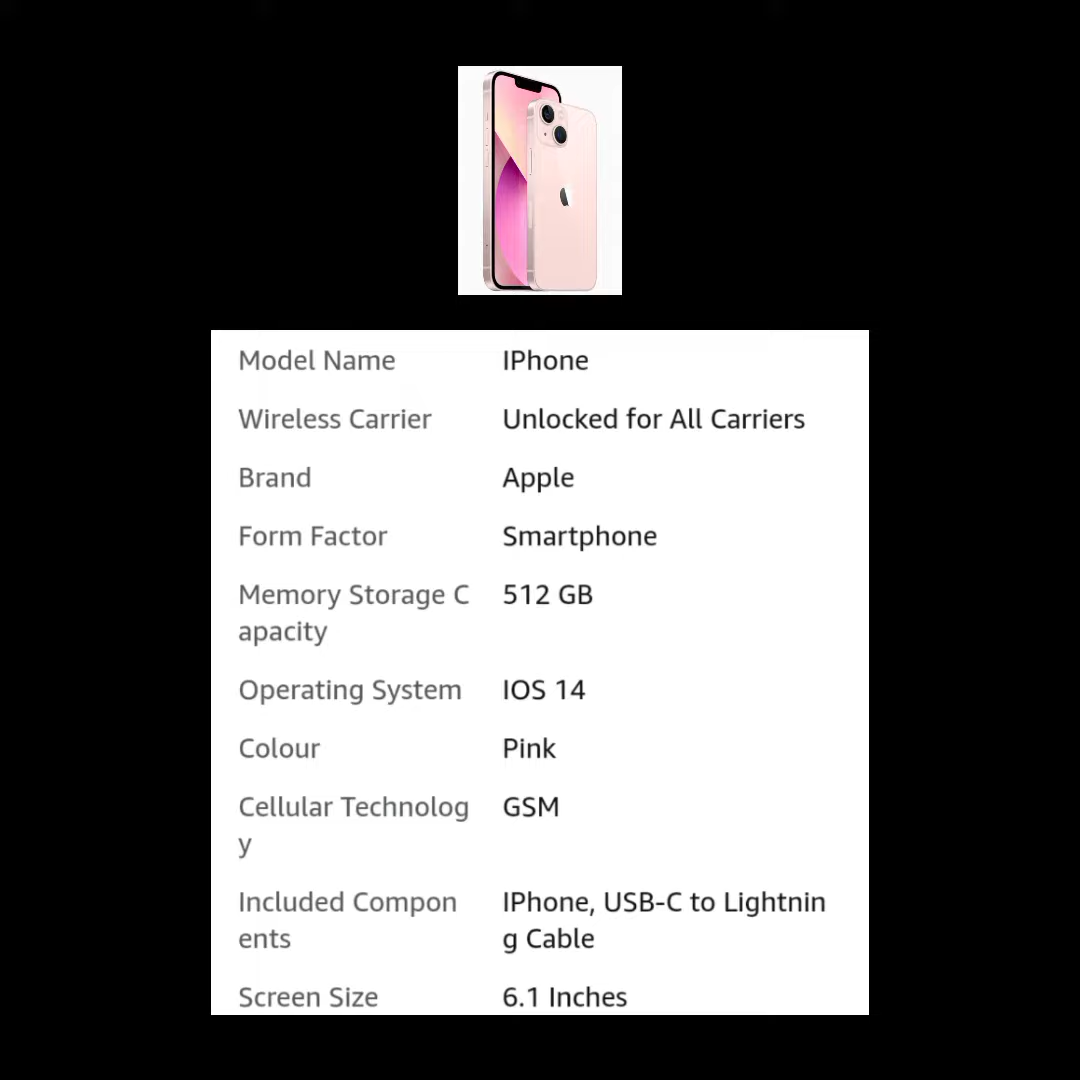 Model Name IPhone
Wireless Carrier Unlocked for All Carriers
Brand Apple
Form Factor Smartphone
Memory Storage C 512 GB
apacity
Operating System IOS 14
Colour Pink
Cellular Technolog GSM
y
Included Compon IPhone, USB-C to Lightnin
ents g Cable
Screen Size 6.1 Inches